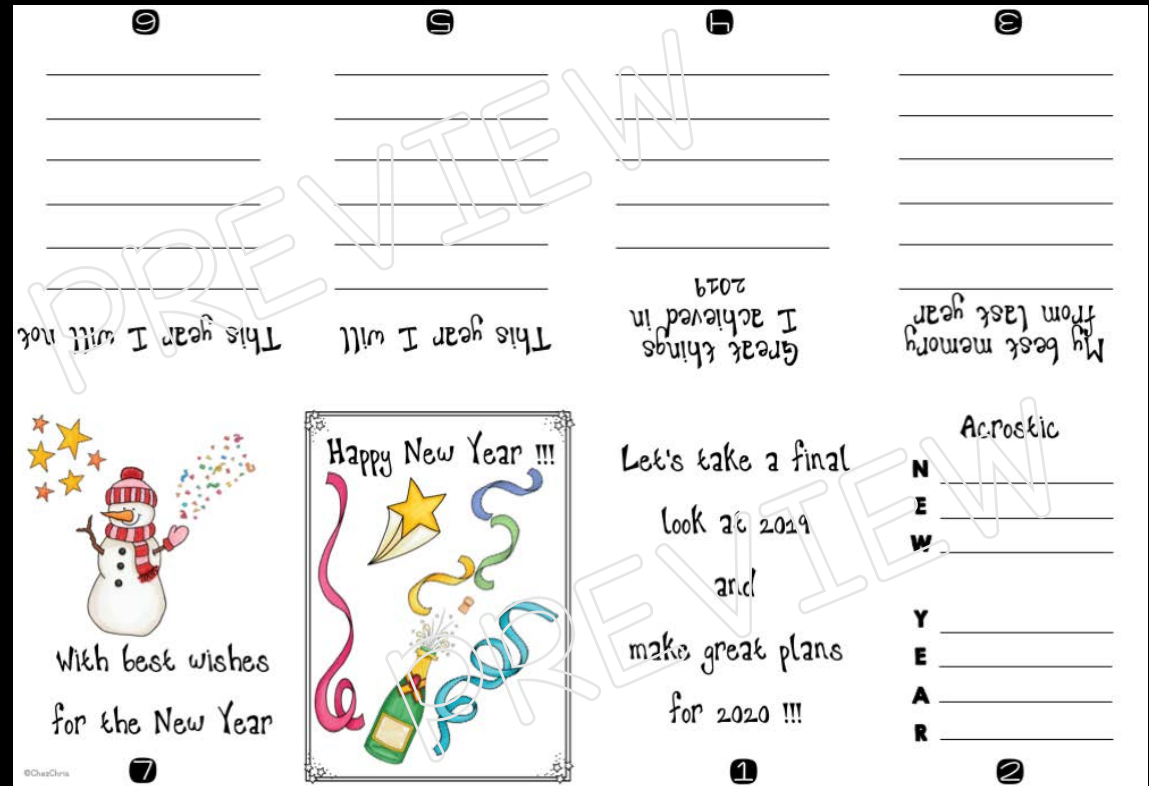 6
This year I will not
5
This year I will
4
Great things
I achieved in
2019
3
My best memory
from last year
With best wishes
for the New Year
7
©ChezChris
Happy New Year !!!
Let's take a final
look at 2019
and
make great plans
for 2020 !!!
1
Acrostic
N
E
W
Y
E
A
R
2
PREVIEW
PREVIEW